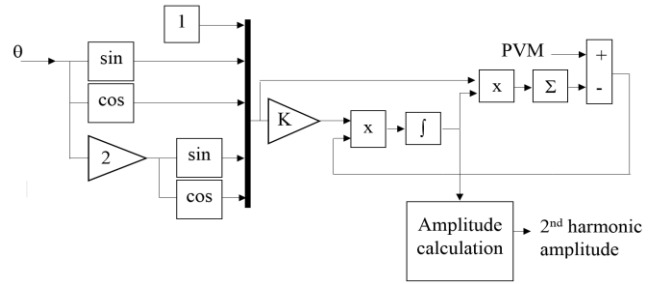 1
θ
sin
cos
2
sin
cos
K
x
∫
x
Σ
PVM
+
-
Amplitude
calculation
2nd harmonic
amplitude